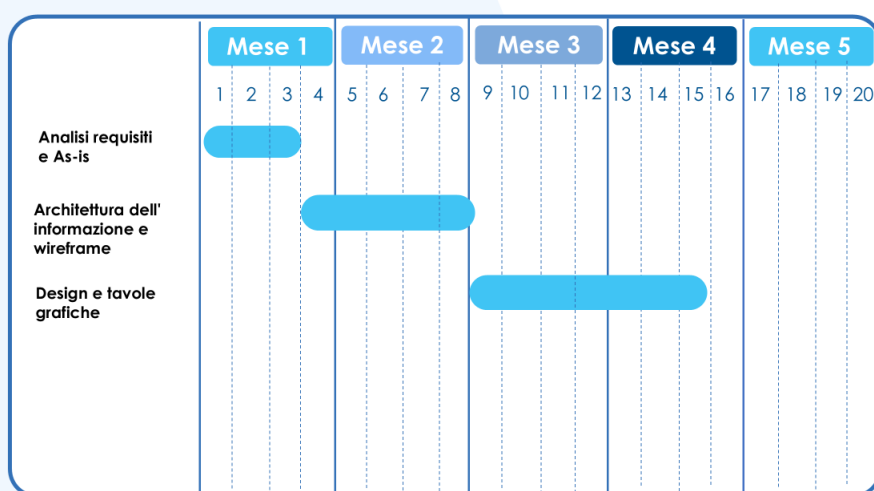 Mese 1 Mese 2 Mese 3 Mese 4 Mese 5
1 2 3 4 5 6 7 8 9 10 11 12 13 14 15 16 17 18 19 20
Analisi requisiti
e As-is
Architettura dell'
informazione e
wireframe
Design e tavole
grafiche